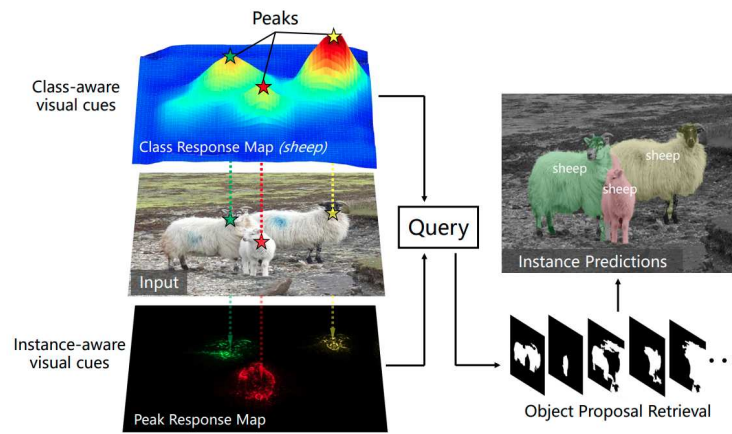 Peaks
Class-aware
visual cues
Class Response Map (sheep)
Input
Instance-aware
visual cues
Peak Response Map
Query
sheep
sheep
sheep
Instance Predictions
Object Proposal Retrieval